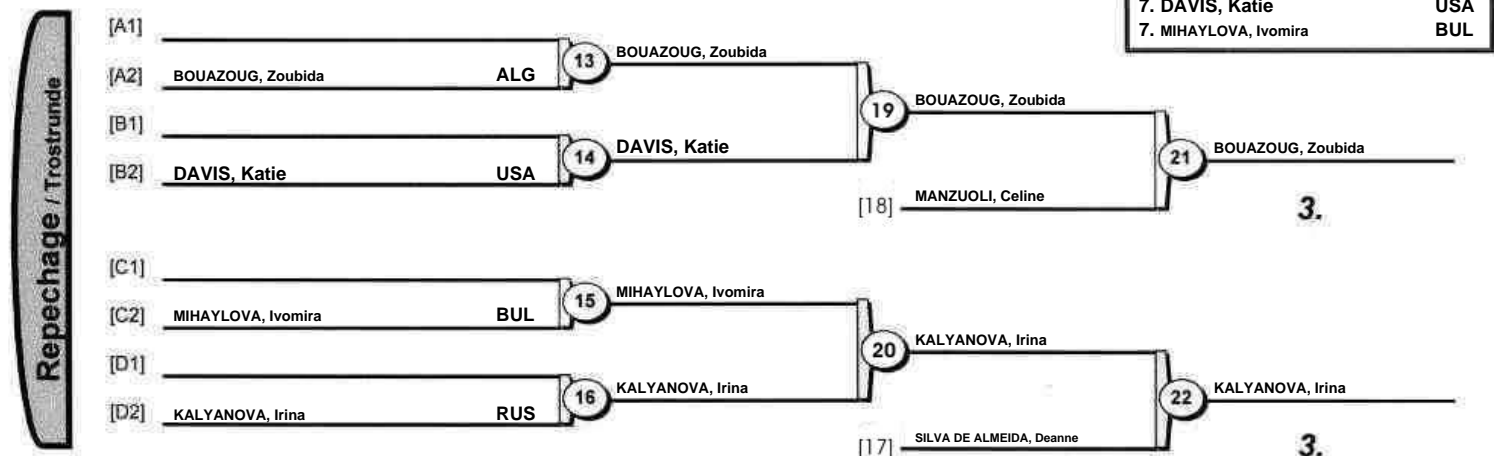 7. DAVIS, Katie USA
7. MIHAYLOVA, Ivomira BUL
Repechage / Trostrunde
[A1]
[A2] BOUAZOUG, Zoubida ALG
13 BOUAZOUG, Zoubida
[B1]
[B2] DAVIS, Katie USA
14 DAVIS, Katie
19 BOUAZOUG, Zoubida
[18] MANZUOLI, Celine
21 BOUAZOUG, Zoubida
3.
[C1]
[C2] MIHAYLOVA, Ivomira BUL
15 MIHAYLOVA, Ivomira
[D1]
[D2] KALYANOVA, Irina RUS
16 KALYANOVA, Irina
20 KALYANOVA, Irina
[17] SILVA DE ALMEIDA, Deanne
22 KALYANOVA, Irina
3.